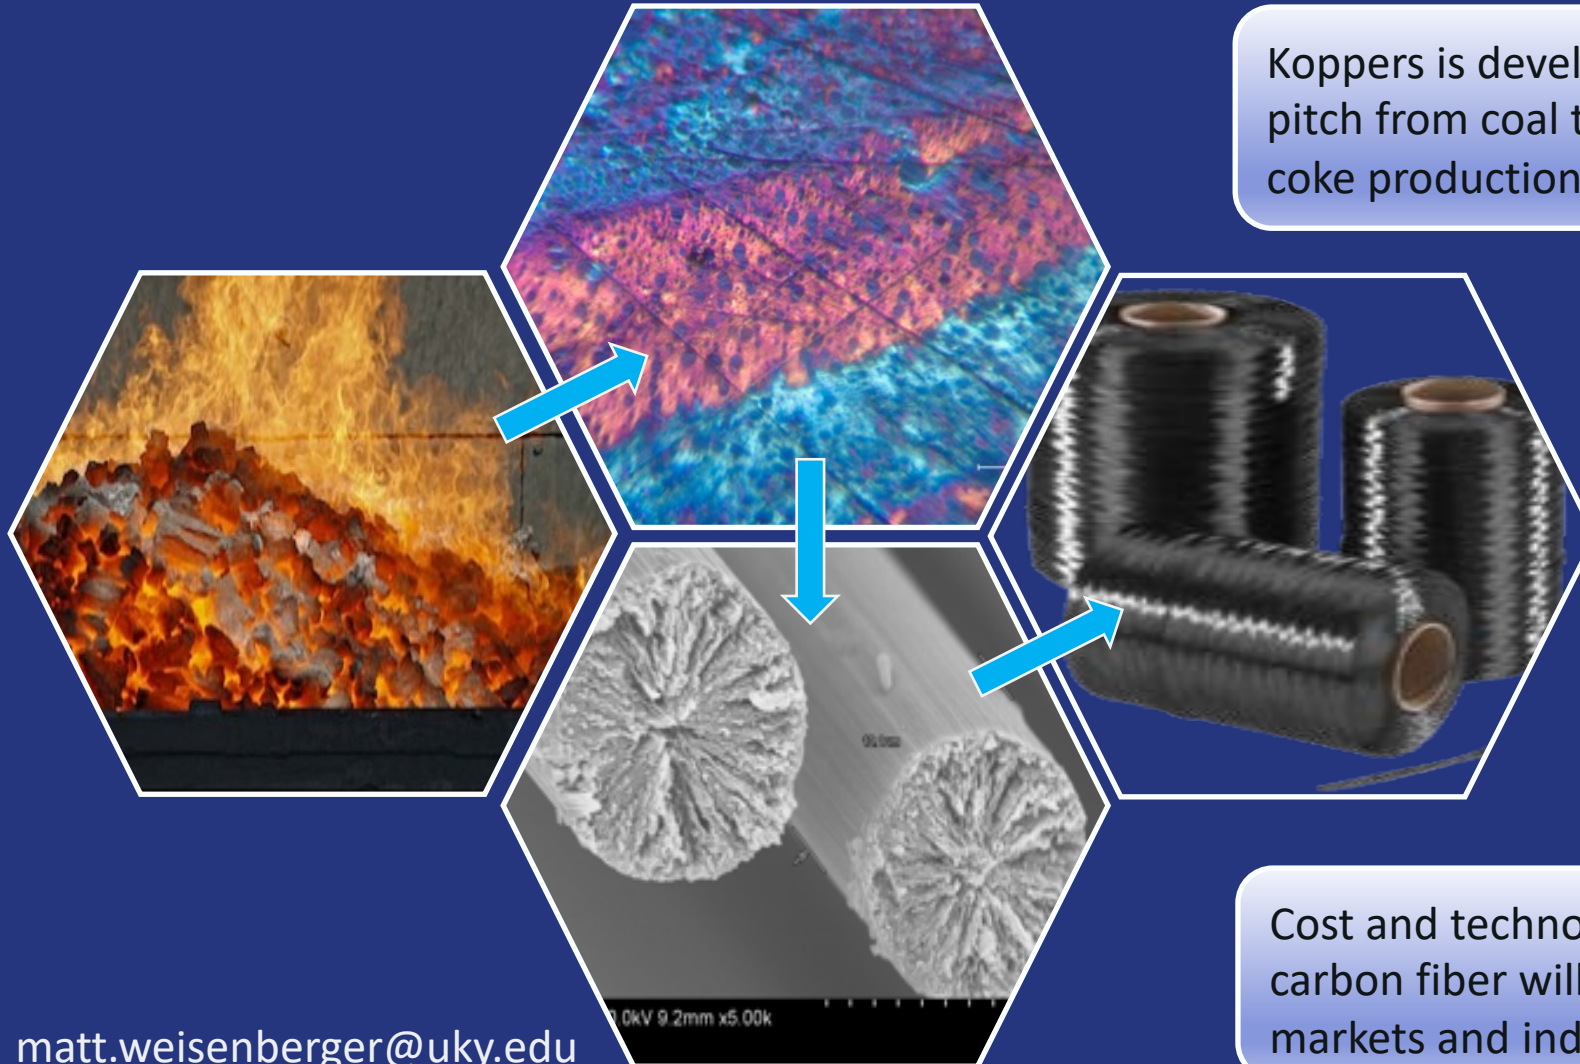 Koppers is devel
pitch from coal t
coke production
.0kV 9.2mm x5.00k
Cost and techno
carbon fiber will
markets and ind
matt.weisenberger@uky.edu